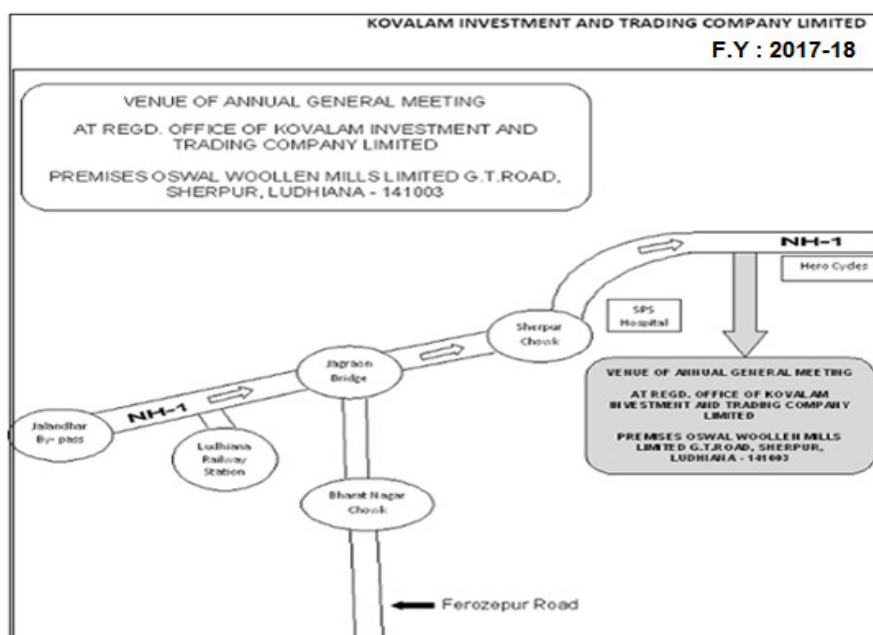 KOVALAM INVESTMENT AND TRADING COMPANY LIMITED
F.Y : 2017-18
VENUE OF ANNUAL GENERAL MEETING
AT REGD. OFFICE OF KOVALAM INVESTMENT AND
TRADING COMPANY LIMITED
PREMISES OSWAL WOOLLEN MILLS LIMITED G.T.ROAD,
SHERPUR, LUDHIANA - 141003
NH-1
Hero Cycles
SPS
Hospital
Sherpur
Chowk
Jagraon
Bridge
VENUE OF ANNUAL GENERAL MEETING
AT REGD. OFFICE OF KOVALAM
INVESTMENT AND TRADING COMPANY
LIMITED
PREMISES OSWAL WOOLLEN MILLS
LIMITED G.T.ROAD, SHERPUR,
LUDHIANA - 141003
NH-1
Jalandhar
By- pass
Ludhiana
Railway
Station
Bharat Nagar
Chowk
Ferozepur Road